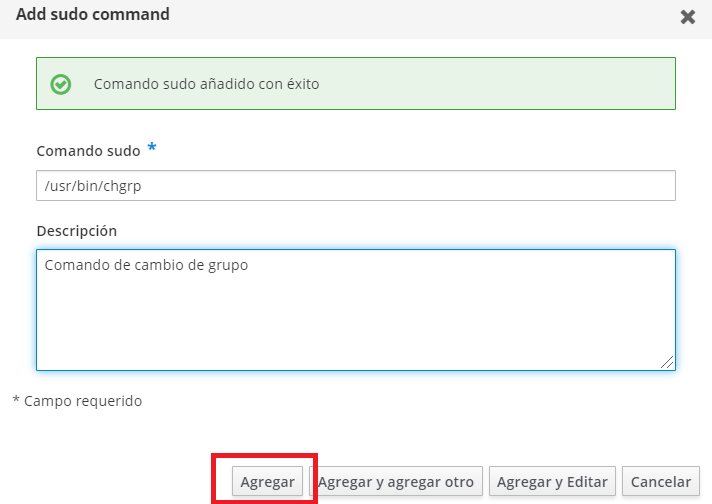 Add sudo command
Comando sudo añadido con éxito
Comando sudo *
/usr/bin/chgrp
Descripción
Comando de cambio de grupo
* Campo requerido
Agregar Agregar y agregar otro Agregar y Editar Cancelar